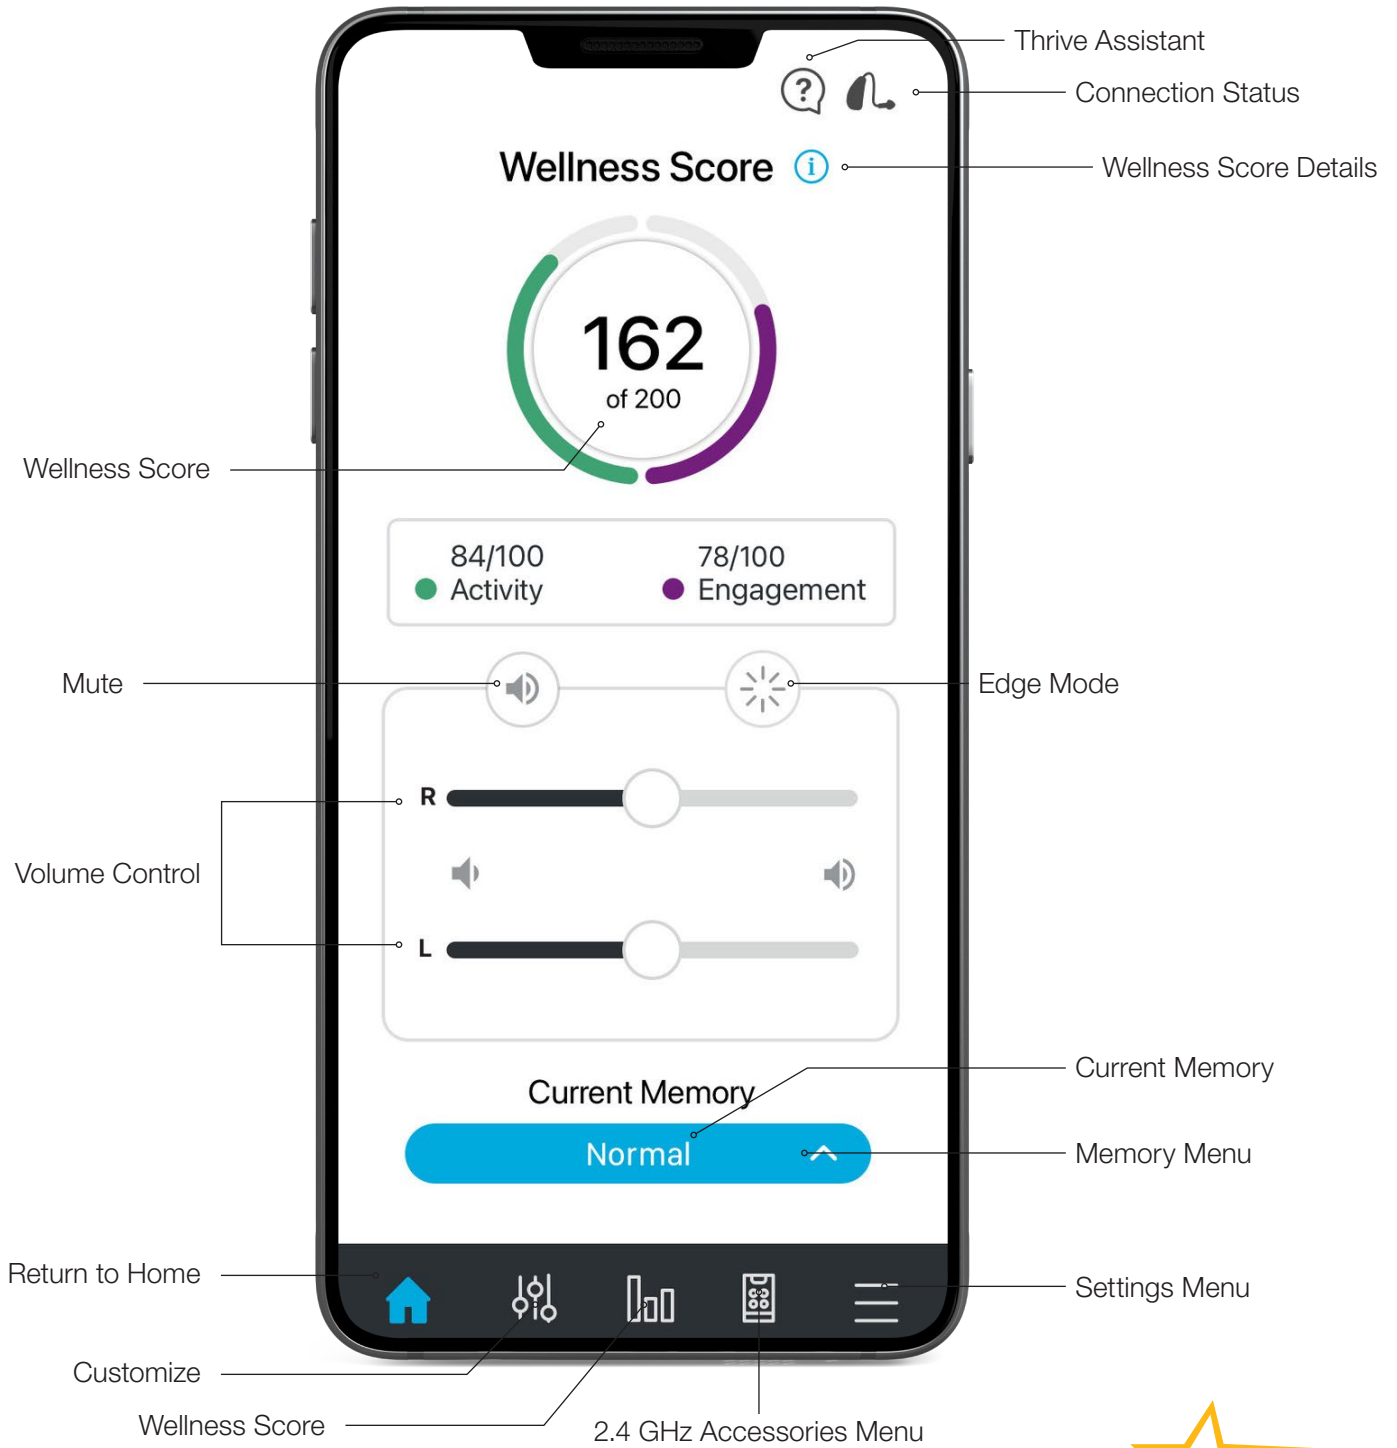 Thrive Assistant
?
Connection Status
Wellness Score i
Wellness Score Details
162
of 200
Wellness Score
84/100
Activity
78/100
Engagement
Mute
Edge Mode
R
Volume Control
L
Current Memory
Current Memory
Normal
Memory Menu
Return to Home
Settings Menu
Customize
Wellness Score
2.4 GHz Accessories Menu